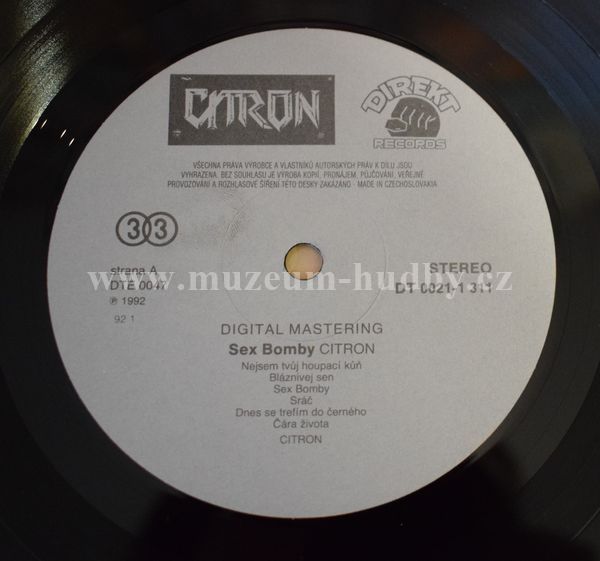 CITRON
DIREKT
RECORDS
VŠECHNA PRÁVA VÝROBCE A VLASTNÍKŮ AUTORSKÝCH PRÁV K DÍLU JSOU
VYHRAZENA. BEZ SOUHLASU JE VÝROBA KOPIÍ, PRONÁJEM, PŮJČOVÁNÍ, VEŘEJNÉ
PROVOZOVÁNÍ A ROZHLASOVÉ ŠÍŘENÍ TÉTO DESKY ZAKÁZÁNO - MADE IN CZECHOSLOVAKIA
33
strana A
DTE 0047
℗ 1992
92 1
STEREO
DT 0021-1 311
www.muzeum-hudby.cz
DIGITAL MASTERING
Sex Bomby CITRON
Nejsem tvůj houpací kůň
Bláznivej sen
Sex Bomby
Sráč
Dnes se trefím do černého
Čára života
CITRON